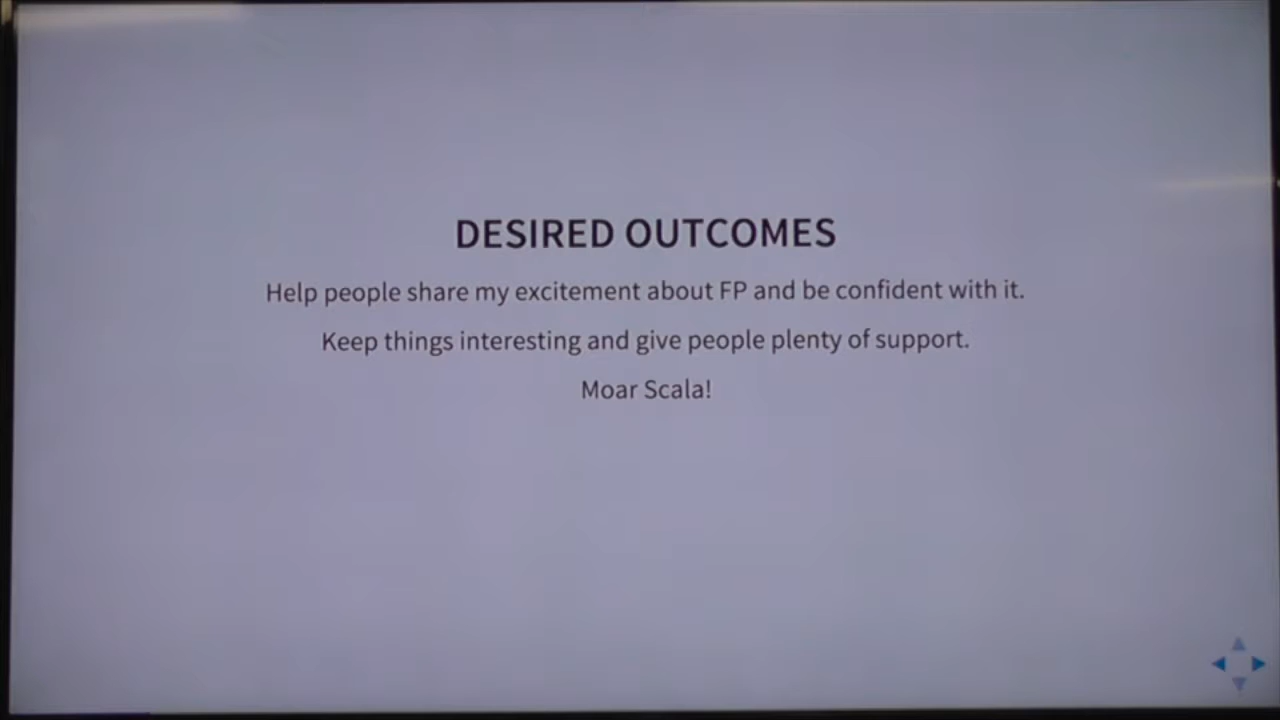 DESIRED OUTCOMES
Help people share my excitement about FP and be confident with it.
Keep things interesting and give people plenty of support.
Moar Scala!